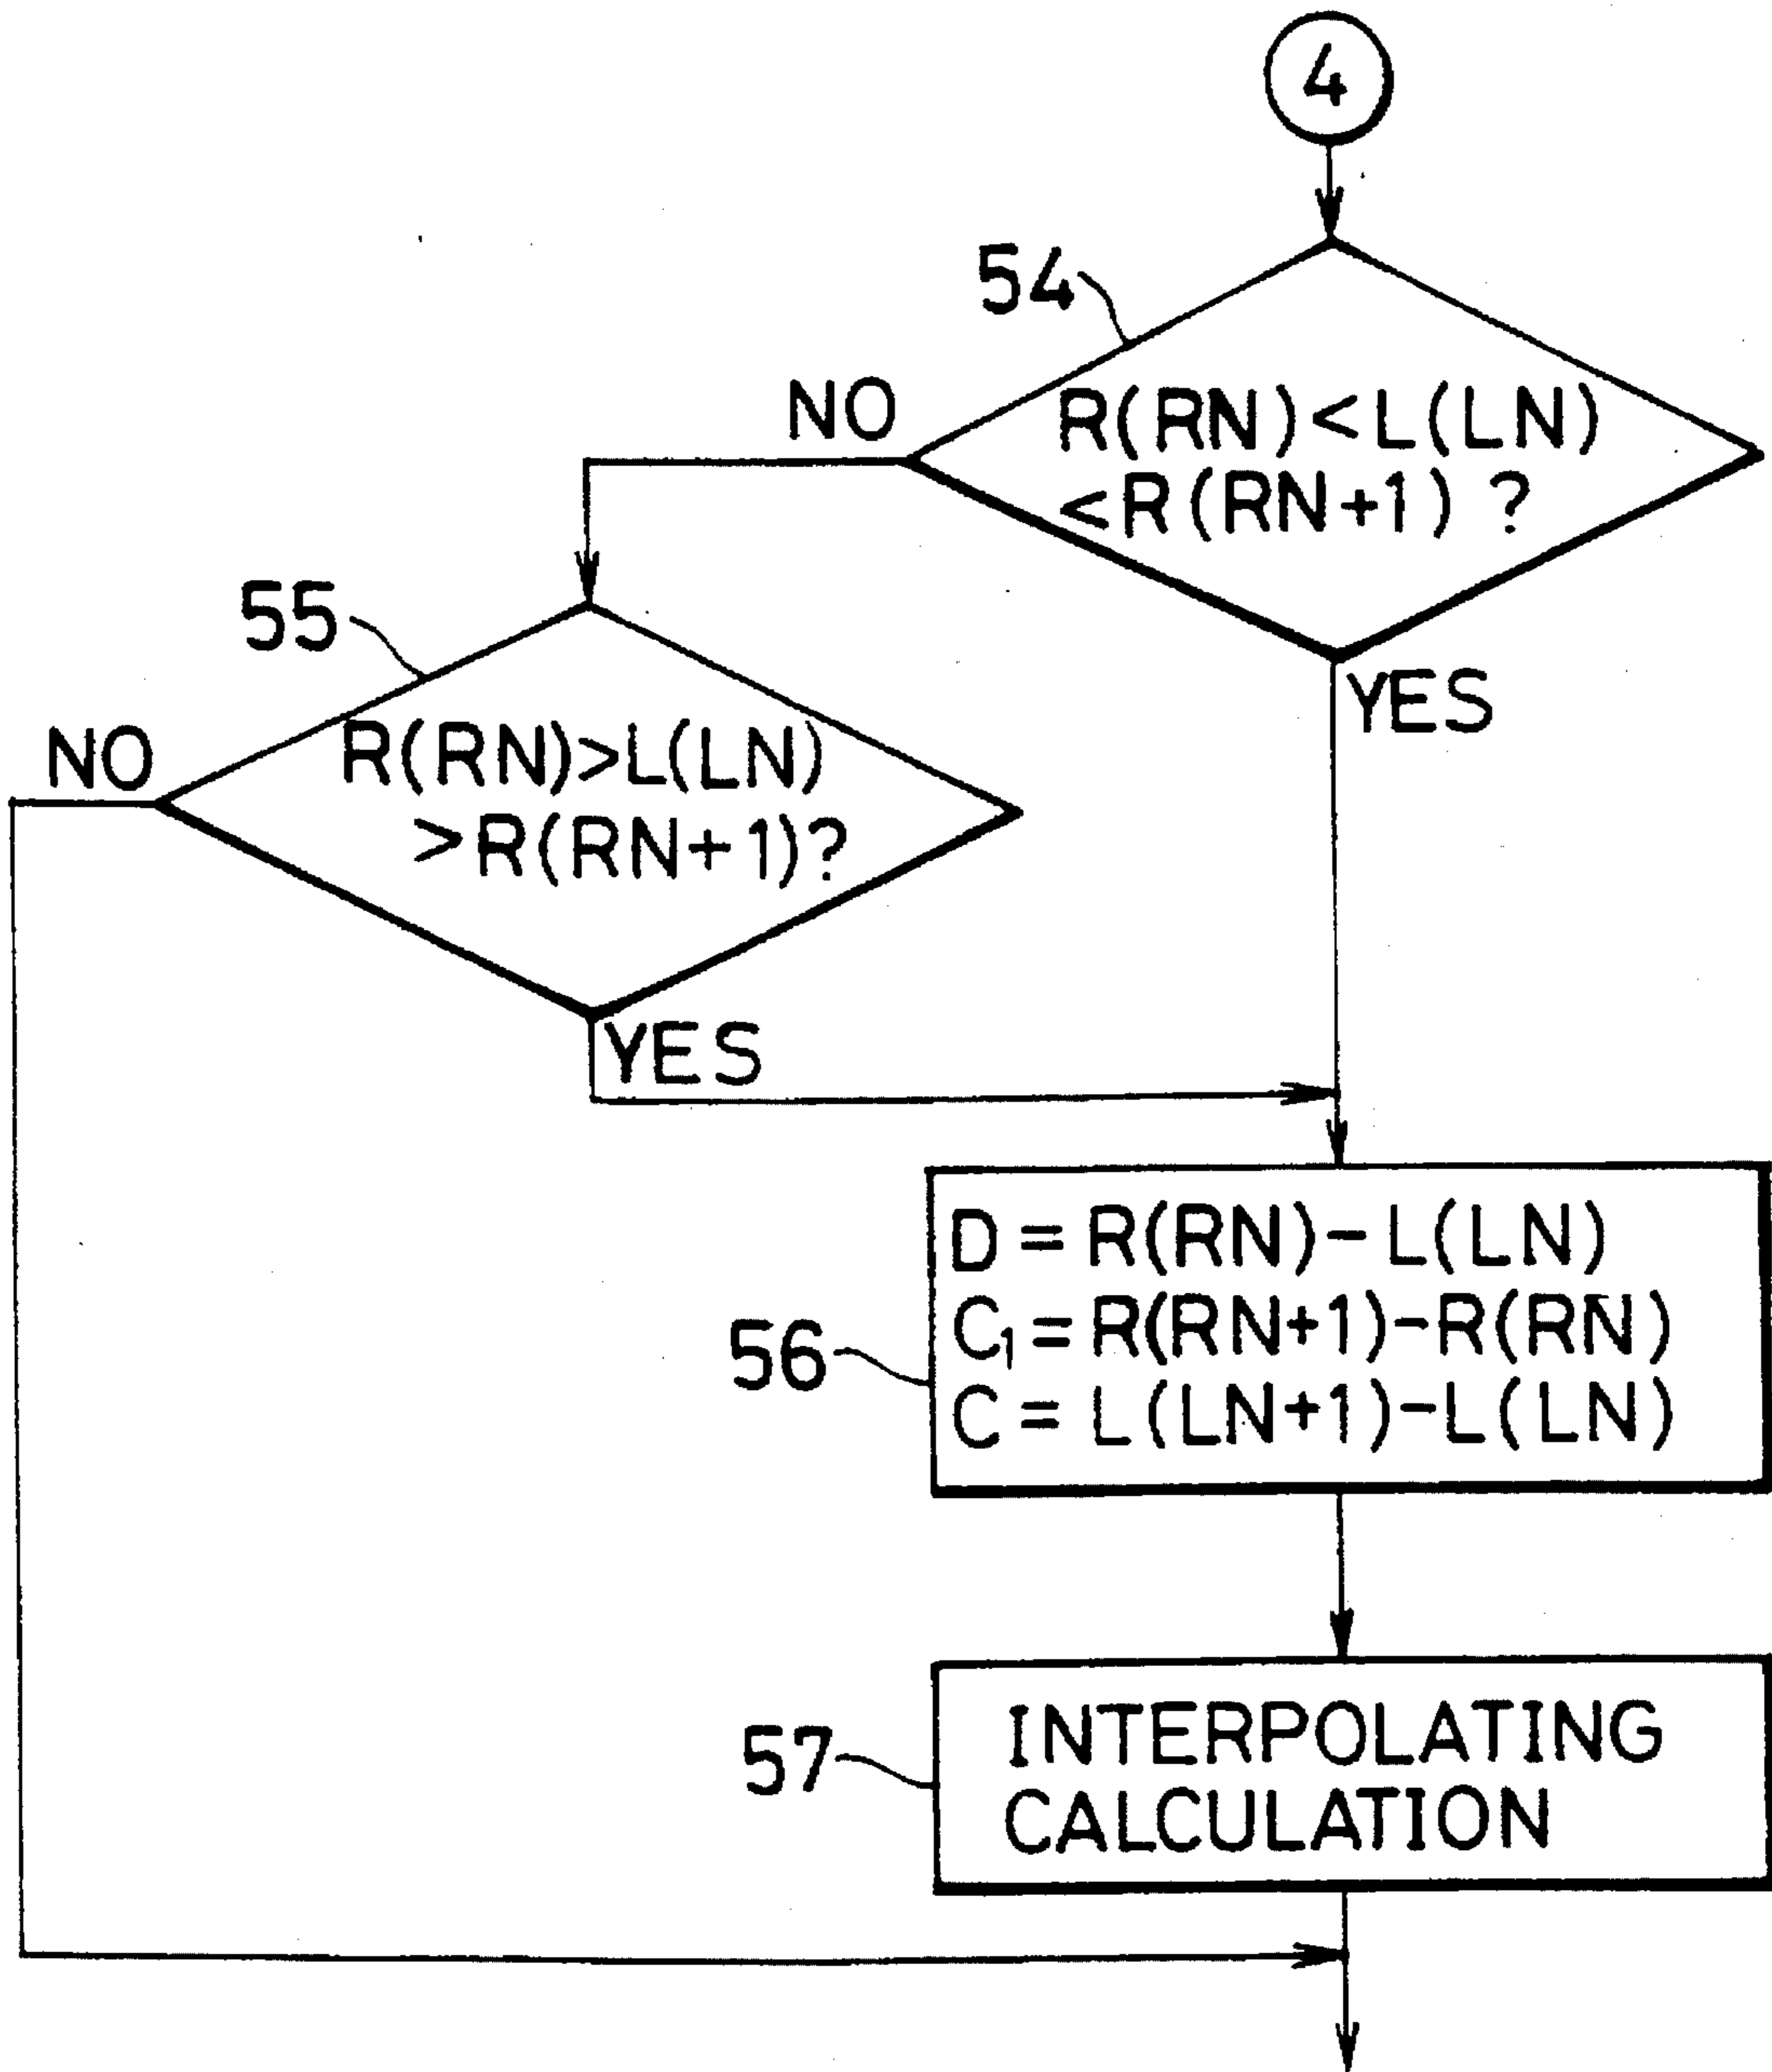 4
54
NO
R(RN)<L(LN)
<R(RN+1) ?
YES
55
NO
R(RN)>L(LN)
>R(RN+1)?
YES
56
D = R(RN)-L(LN)
C₁ = R(RN+1)-R(RN)
C = L(LN+1)-L(LN)
57
INTERPOLATING
CALCULATION